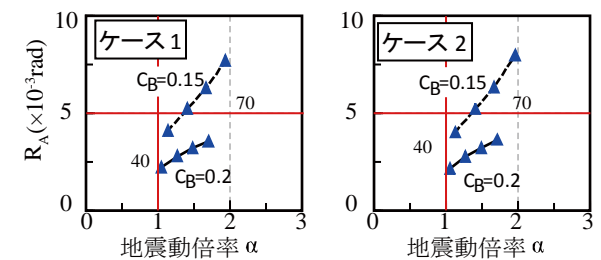 ケース 1
R_A(×10⁻³rad)
10
5
0
C_B=0.15
70
40
C_B=0.2
0 1 2 3
地震動倍率 α
ケース 2
10
5
0
C_B=0.15
70
40
C_B=0.2
0 1 2 3
地震動倍率 α